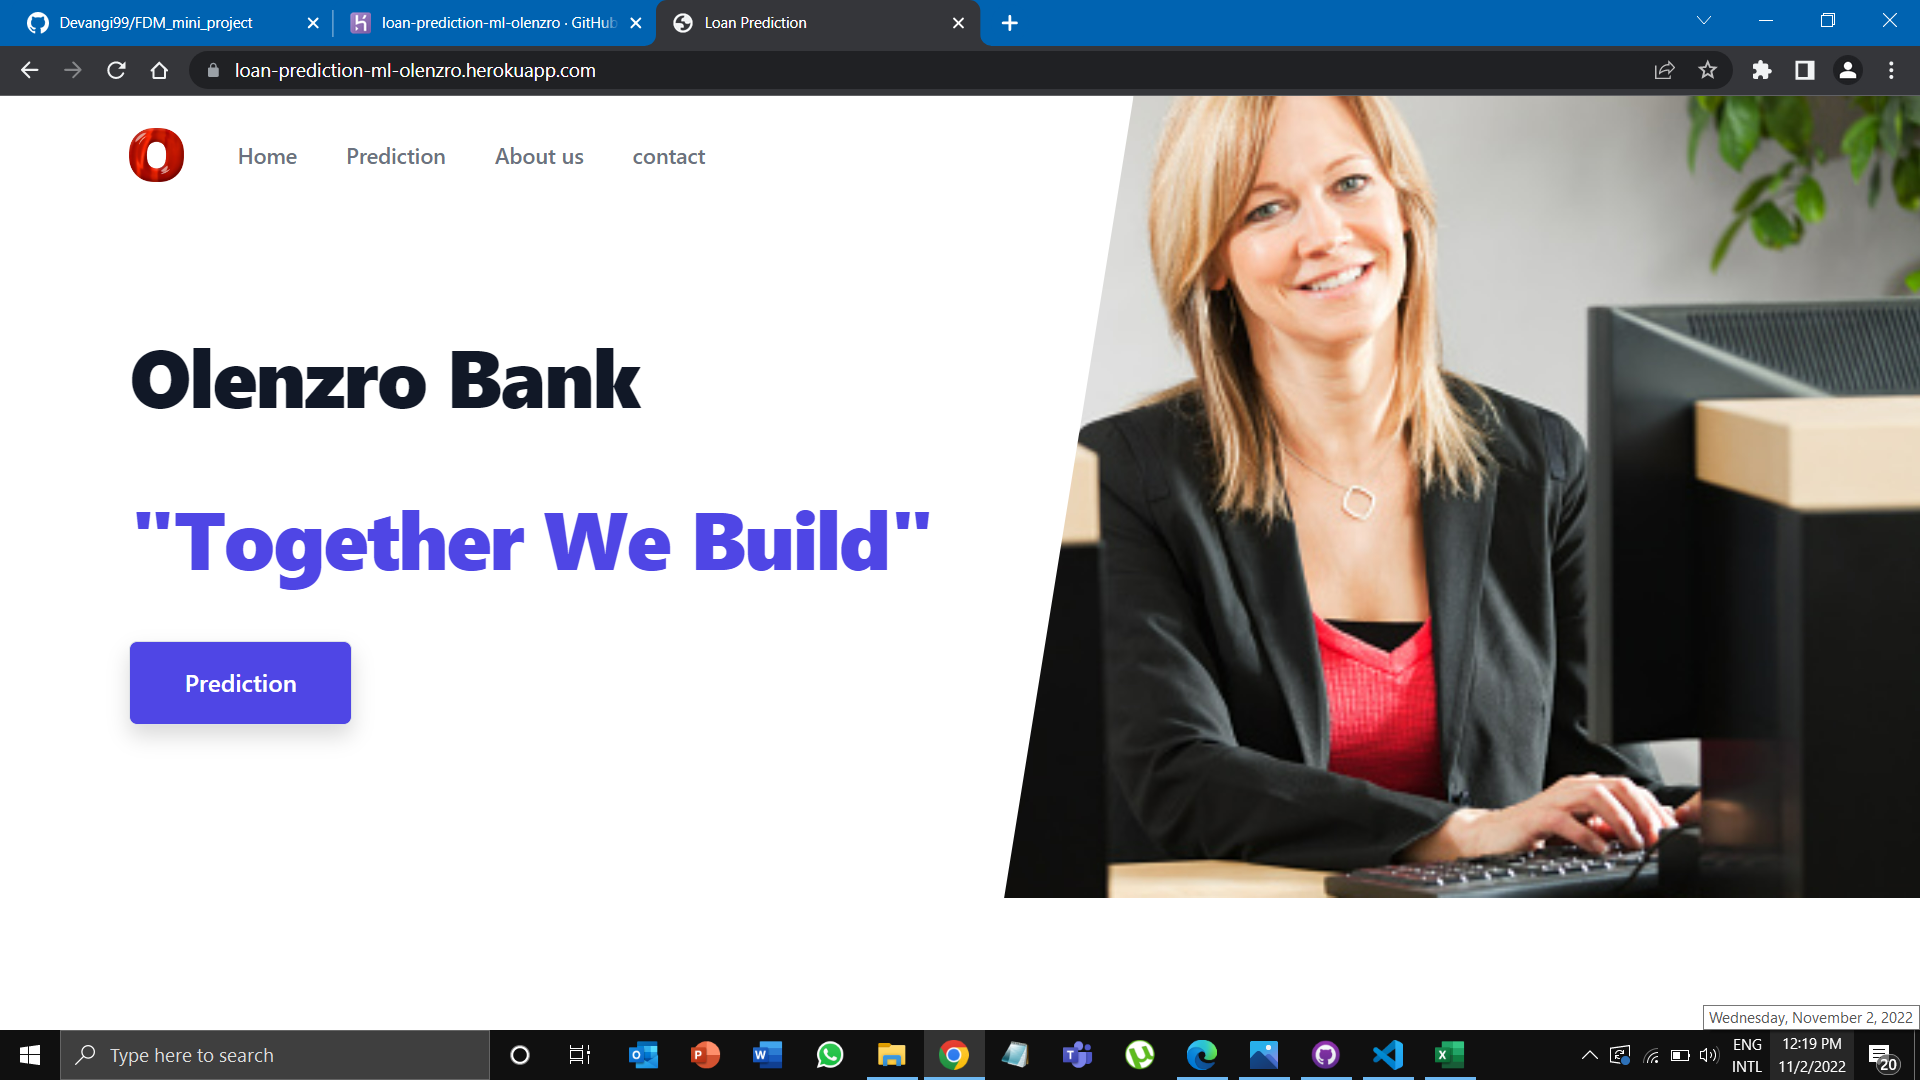 Devangi99/FDM_mini_project
loan-prediction-ml-olenzro · GitHub
Loan Prediction
loan-prediction-ml-olenzro.herokuapp.com
O Home Prediction About us contact
Olenzro Bank
"Together We Build"
Prediction
Wednesday, November 2, 2022
Type here to search
ENG
INTL
12:19 PM
11/2/2022
20